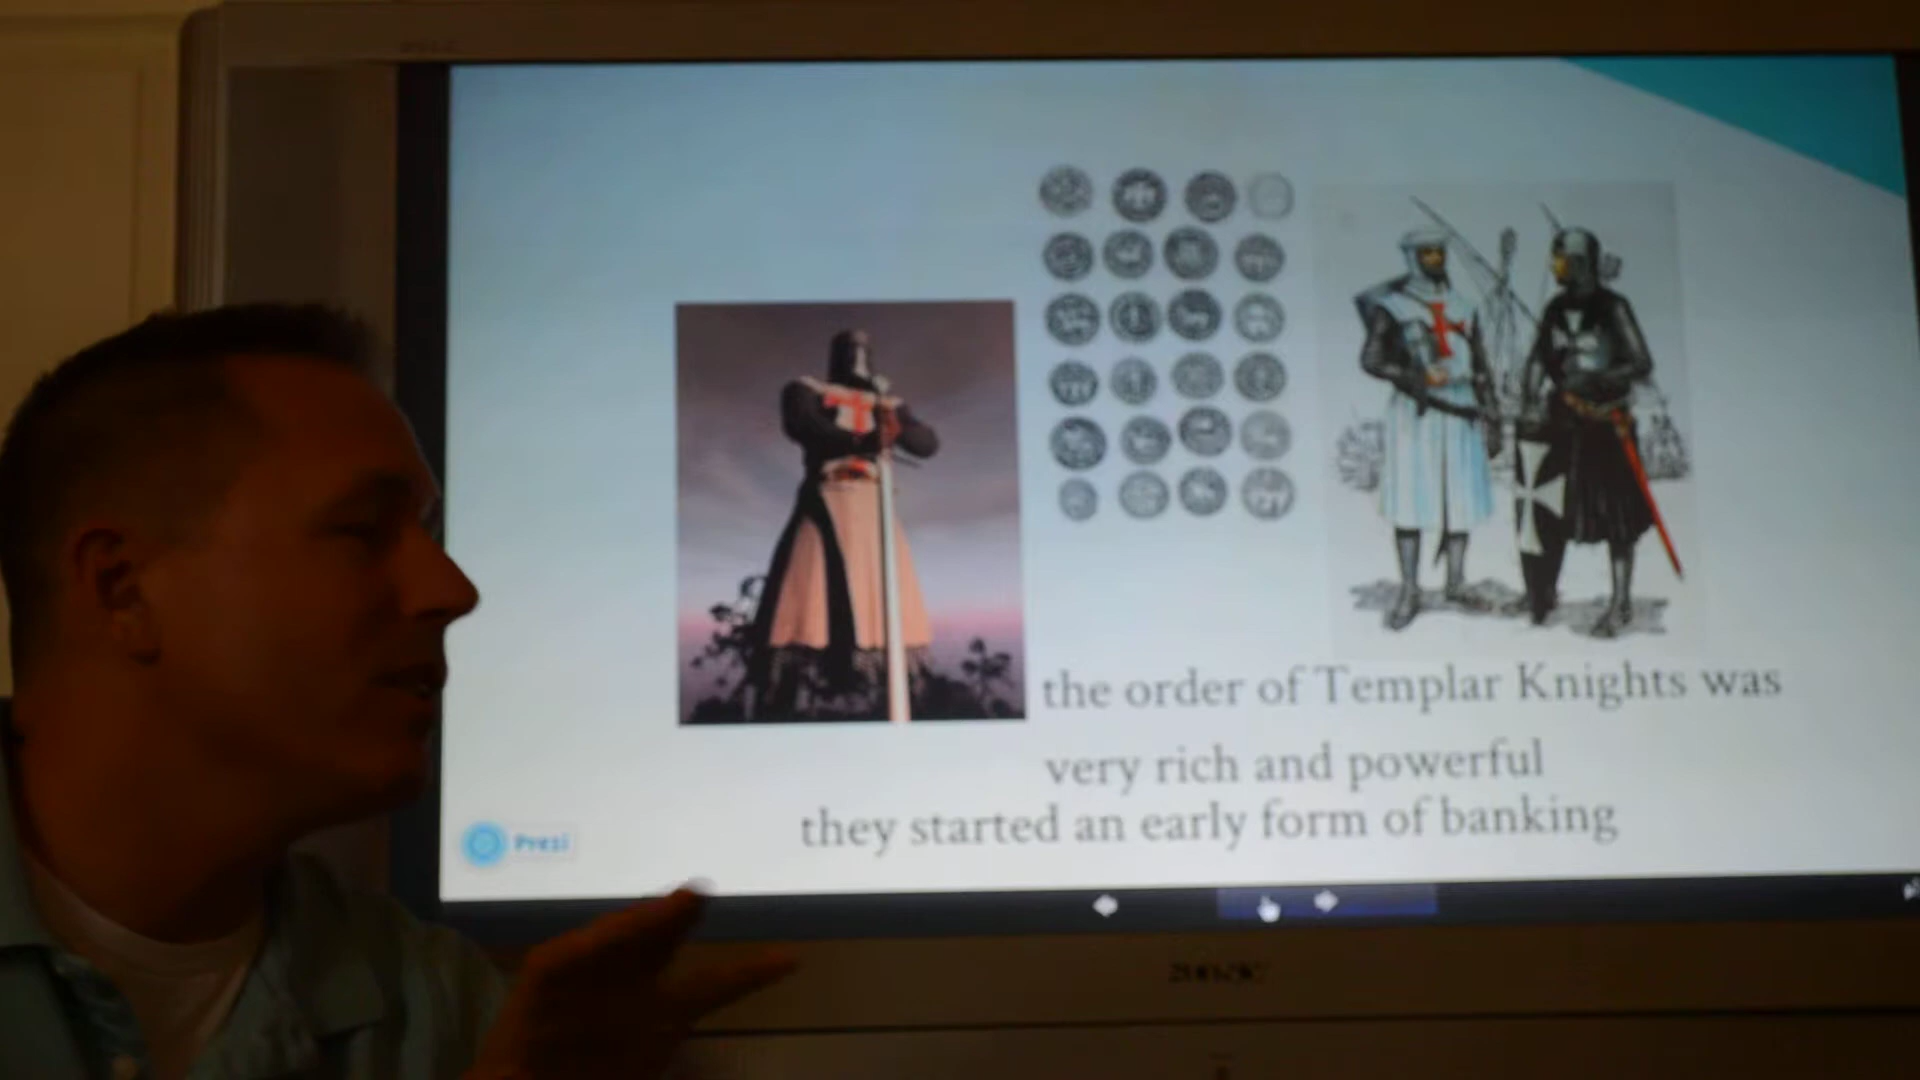 the order of Templar Knights was
very rich and powerful
they started an early form of banking
Prezi